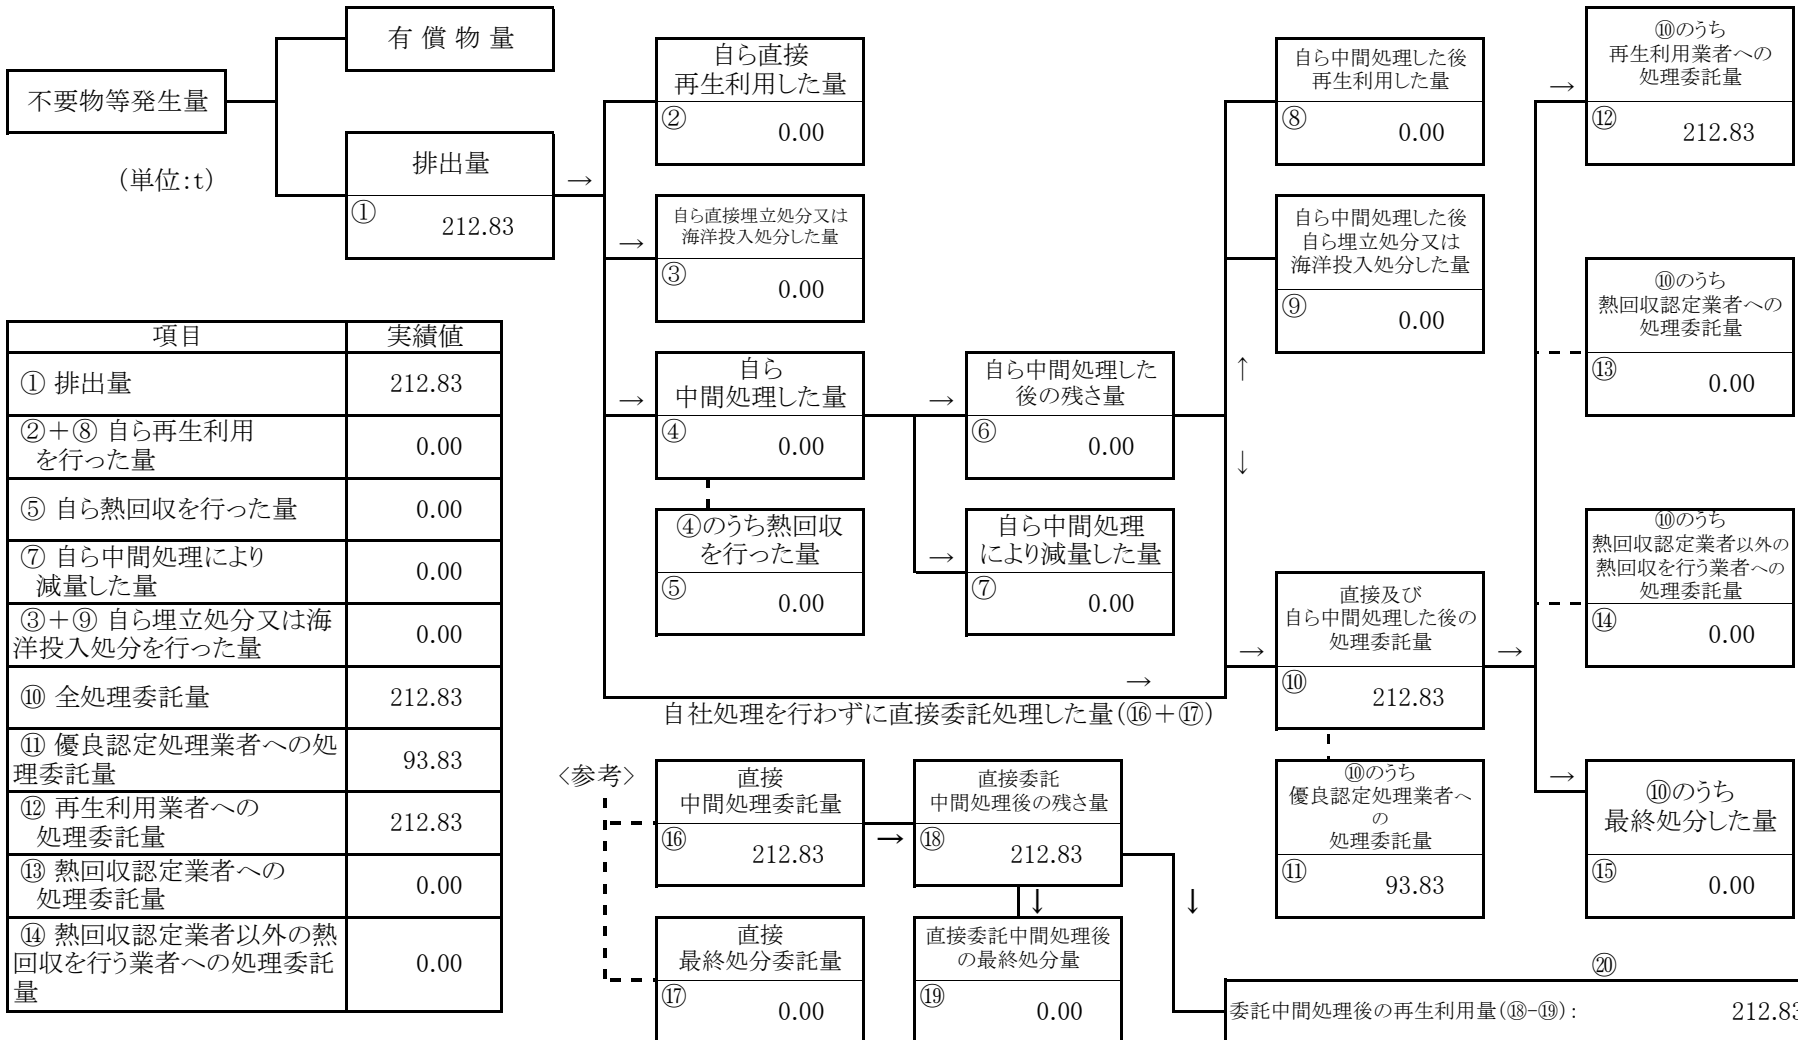 有 償 物 量
不要物等発生量
(単位:t)
排出量
①
212.83
→
自ら直接
再生利用した量
②
0.00
→
自ら直接埋立処分又は
海洋投入処分した量
③
0.00
→
自ら
中間処理した量
④
0.00
④のうち熱回収
を行った量
⑤
0.00
→
自ら中間処理した
後の残さ量
⑥
0.00
→
自ら中間処理
により減量した量
⑦
0.00
自ら中間処理した後
再生利用した量
⑧
0.00
自ら中間処理した後
自ら埋立処分又は
海洋投入処分した量
⑨
0.00
↑
↓
→
直接及び
自ら中間処理した後の
処理委託量
⑩
212.83
→
自社処理を行わずに直接委託処理した量(⑯+⑰)
→
⑩のうち
優良認定処理業者へ
の
処理委託量
⑪
93.83
→
⑩のうち
再生利用業者への
処理委託量
⑫
212.83
⑩のうち
熱回収認定業者への
処理委託量
⑬
0.00
⑩のうち
熱回収認定業者以外の
熱回収を行う業者への
処理委託量
⑭
0.00
→
⑩のうち
最終処分した量
⑮
0.00
項目 実績値
① 排出量 212.83
②+⑧ 自ら再生利用
を行った量 0.00
⑤ 自ら熱回収を行った量 0.00
⑦ 自ら中間処理により
減量した量 0.00
③+⑨ 自ら埋立処分又は海
洋投入処分を行った量 0.00
⑩ 全処理委託量 212.83
⑪ 優良認定処理業者への処
理委託量 93.83
⑫ 再生利用業者への
処理委託量 212.83
⑬ 熱回収認定業者への
処理委託量 0.00
⑭ 熱回収認定業者以外の熱
回収を行う業者への処理委託
量 0.00
<参考>
直接
中間処理委託量
⑯
212.83
→
直接委託
中間処理後の残さ量
⑱
212.83
↓
↓
直接
最終処分委託量
⑰
0.00
直接委託中間処理後
の最終処分量
⑲
0.00
⑳
委託中間処理後の再生利用量(⑱-⑲): 212.83